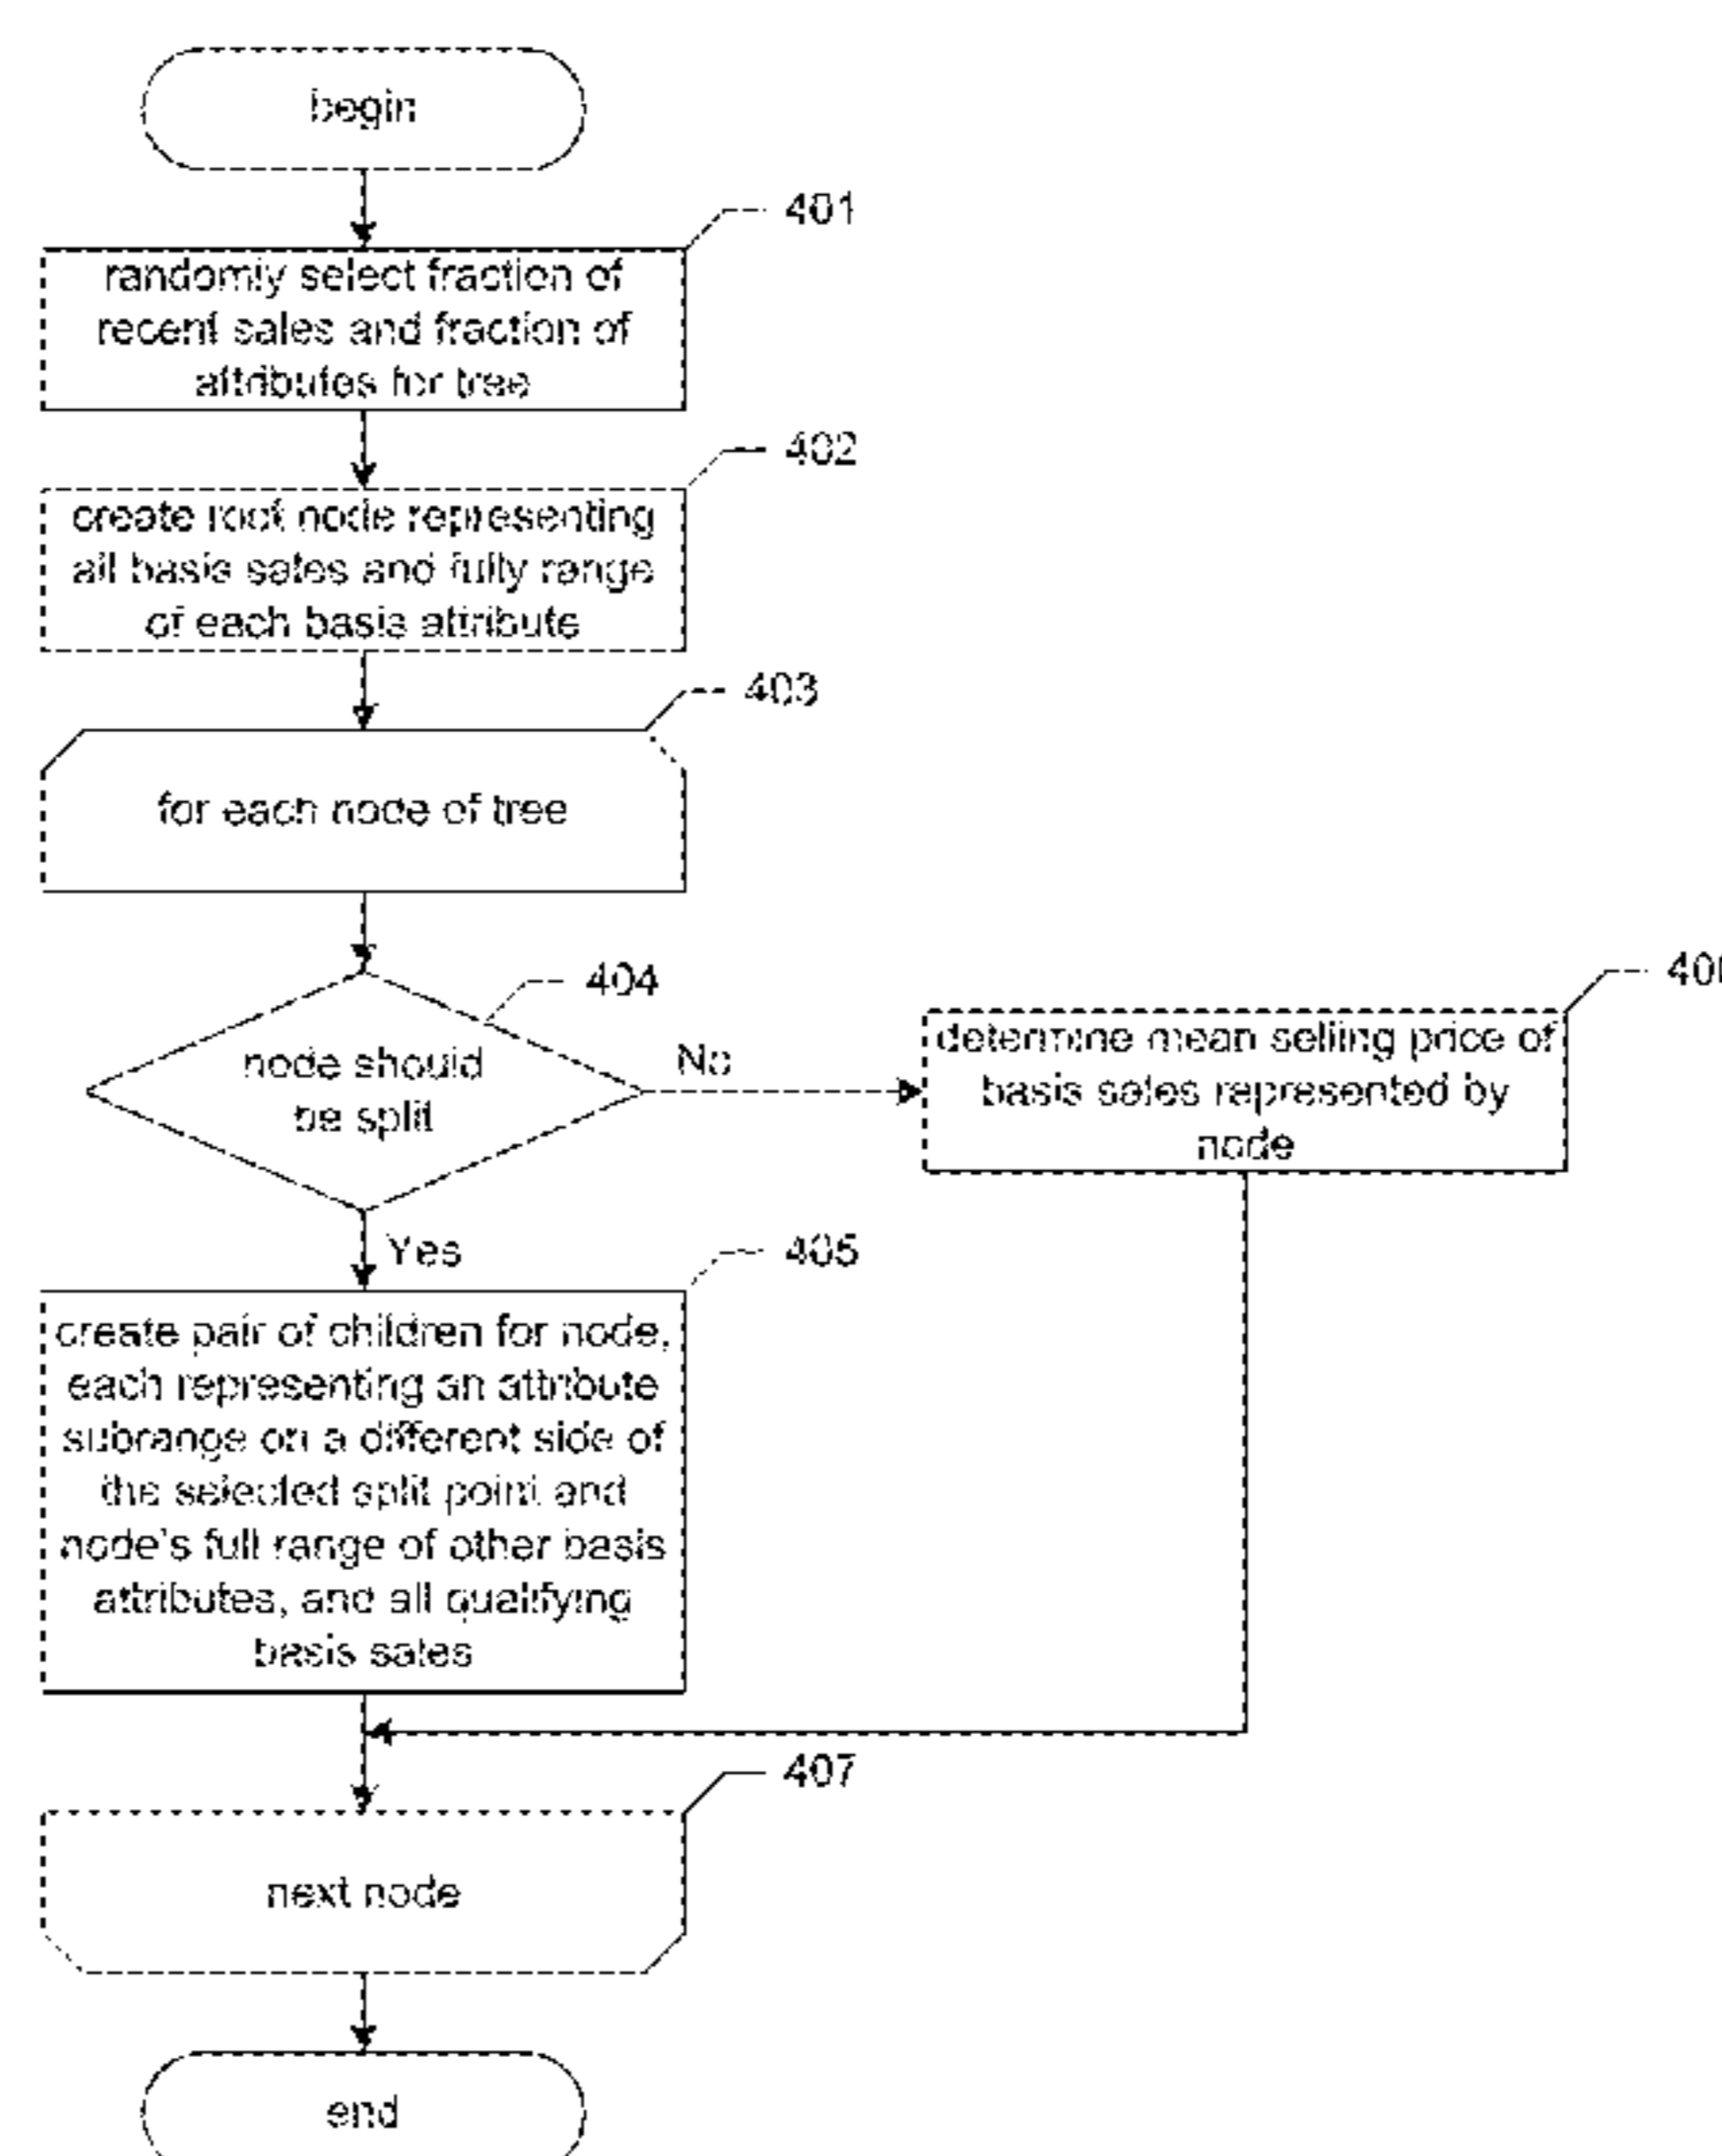 begin
401
randomly select fraction of
recent sales and fraction of
attributes for tree
402
create root node representing
all basis sales and fully range
of each basis attribute
403
for each node of tree
404
node should
be split
No
determine mean selling price of
basis sales represented by
node
Yes
405
create pair of children for node,
each representing an attribute
subrange on a different side of
the selected split point and
node's full range of other basis
attributes, and all qualifying
basis sales
407
next node
end